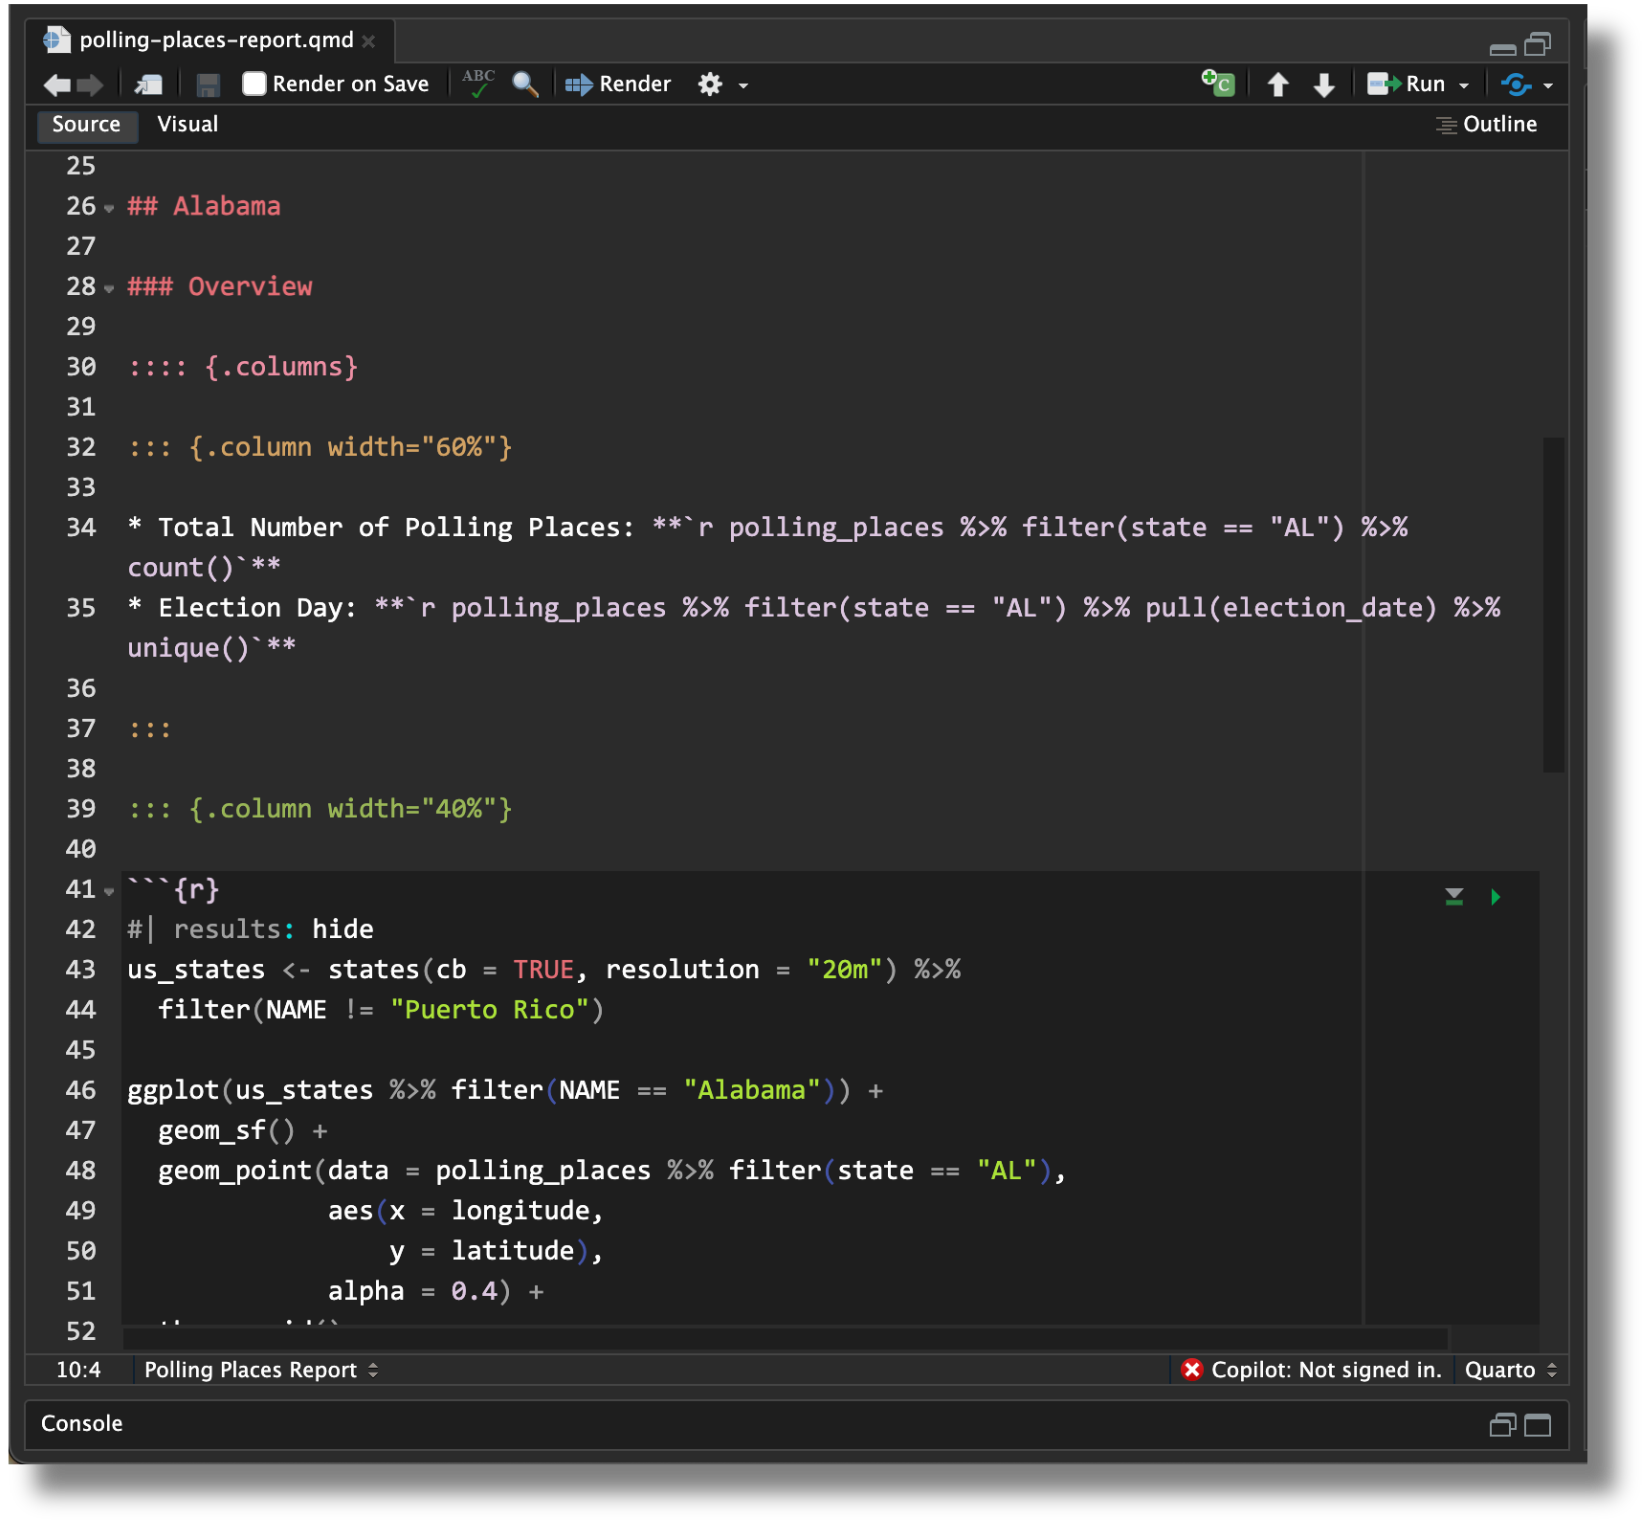 polling-places-report.qmd
Render on Save ABC Render Run
Source Visual Outline
25
26 ## Alabama
27
28 ### Overview
29
30 :::: {.columns}
31
32 ::: {.column width="60%"}
33
34 * Total Number of Polling Places: **`r polling_places %>% filter(state == "AL") %>%
count()`**
35 * Election Day: **`r polling_places %>% filter(state == "AL") %>% pull(election_date) %>%
unique()`**
36
37 :::
38
39 ::: {.column width="40%"}
40
41 ```{r}
42 #| results: hide
43 us_states <- states(cb = TRUE, resolution = "20m") %>%
44 filter(NAME != "Puerto Rico")
45
46 ggplot(us_states %>% filter(NAME == "Alabama")) +
47 geom_sf() +
48 geom_point(data = polling_places %>% filter(state == "AL"),
49 aes(x = longitude,
50 y = latitude),
51 alpha = 0.4) +
52
10:4 Polling Places Report Copilot: Not signed in. Quarto
Console